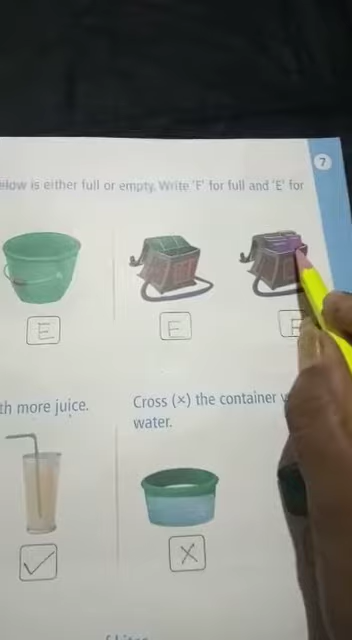 7
elow is either full or empty. Write 'F' for full and 'E' for
E
E
F
th more juice.
Cross (×) the container
water.